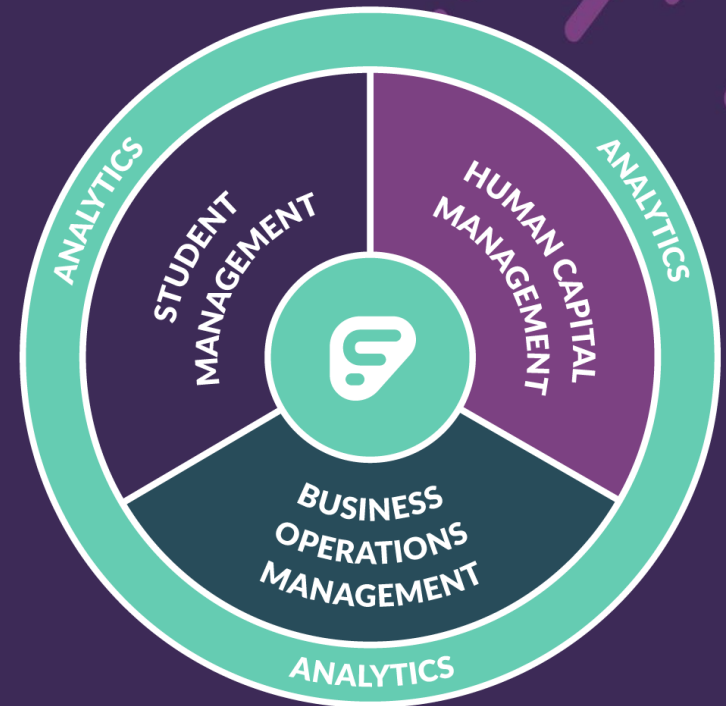 ANALYTICS
ANALYTICS
STUDENT
MANAGEMENT
HUMAN CAPITAL
MANAGEMENT
BUSINESS
OPERATIONS
MANAGEMENT
ANALYTICS